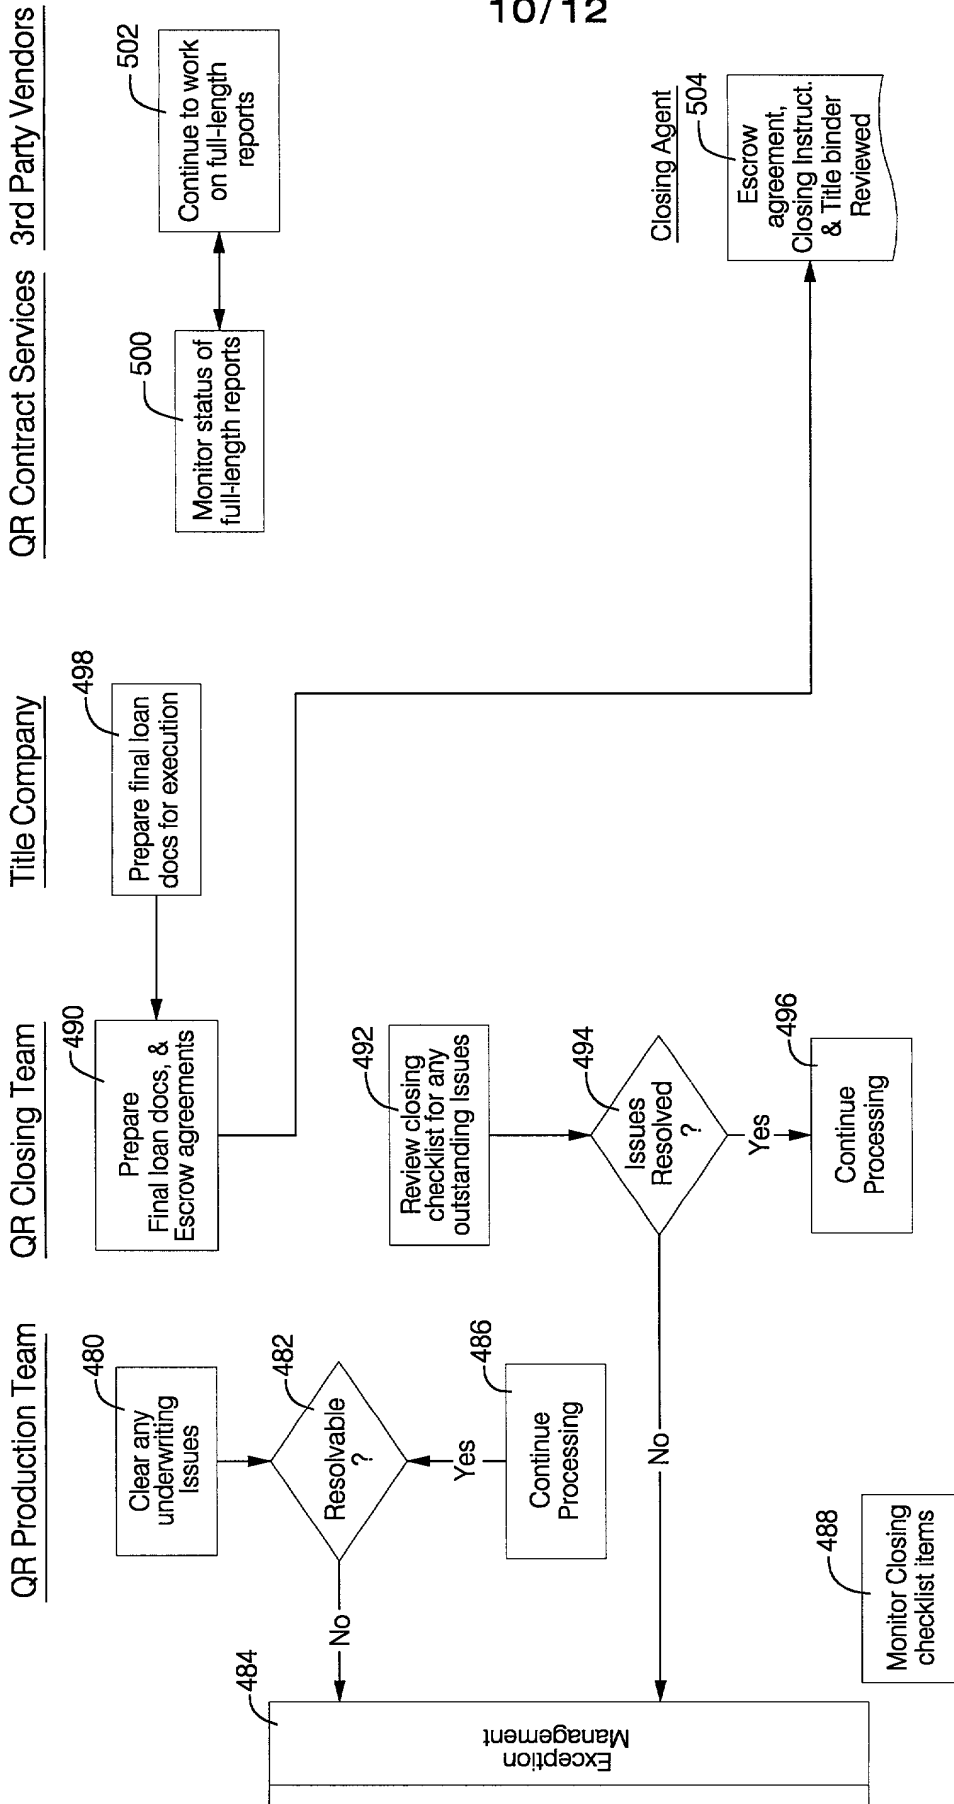 10/12
QR Production Team
QR Closing Team
Title Company
QR Contract Services
3rd Party Vendors
480
Clear any
underwriting
Issues
482
Resolvable
?
No
Yes
486
Continue
Processing
484
Exception
Management
488
Monitor Closing
checklist items
490
Prepare
Final loan docs, &
Escrow agreements
492
Review closing
checklist for any
outstanding Issues
494
Issues
Resolved
?
No
Yes
496
Continue
Processing
498
Prepare final loan
docs for execution
500
Monitor status of
full-length reports
502
Continue to work
on full-length
reports
Closing Agent
504
Escrow
agreement,
Closing Instruct.
& Title binder
Reviewed